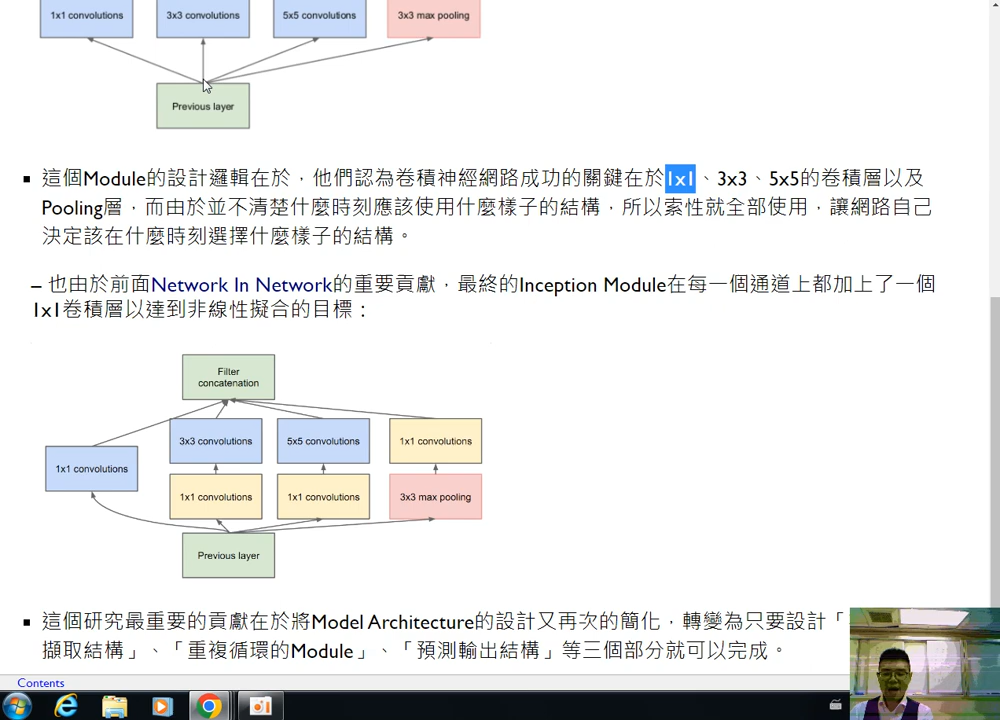 1x1 convolutions
3x3 convolutions
5x5 convolutions
3x3 max pooling
Previous layer
▪ 這個Module的設計邏輯在於，他們認為卷積神經網路成功的關鍵在於1x1、3x3、5x5的卷積層以及
Pooling層，而由於並不清楚什麼時刻應該使用什麼樣子的結構，所以索性就全部使用，讓網路自己
決定該在什麼時刻選擇什麼樣子的結構。
– 也由於前面Network In Network的重要貢獻，最終的Inception Module在每一個通道上都加上了一個
1x1卷積層以達到非線性擬合的目標：
Filter
concatenation
3x3 convolutions
5x5 convolutions
1x1 convolutions
1x1 convolutions
1x1 convolutions
1x1 convolutions
3x3 max pooling
Previous layer
▪ 這個研究最重要的貢獻在於將Model Architecture的設計又再次的簡化，轉變為只要設計「
擷取結構」、「重複循環的Module」、「預測輸出結構」等三個部分就可以完成。
Contents